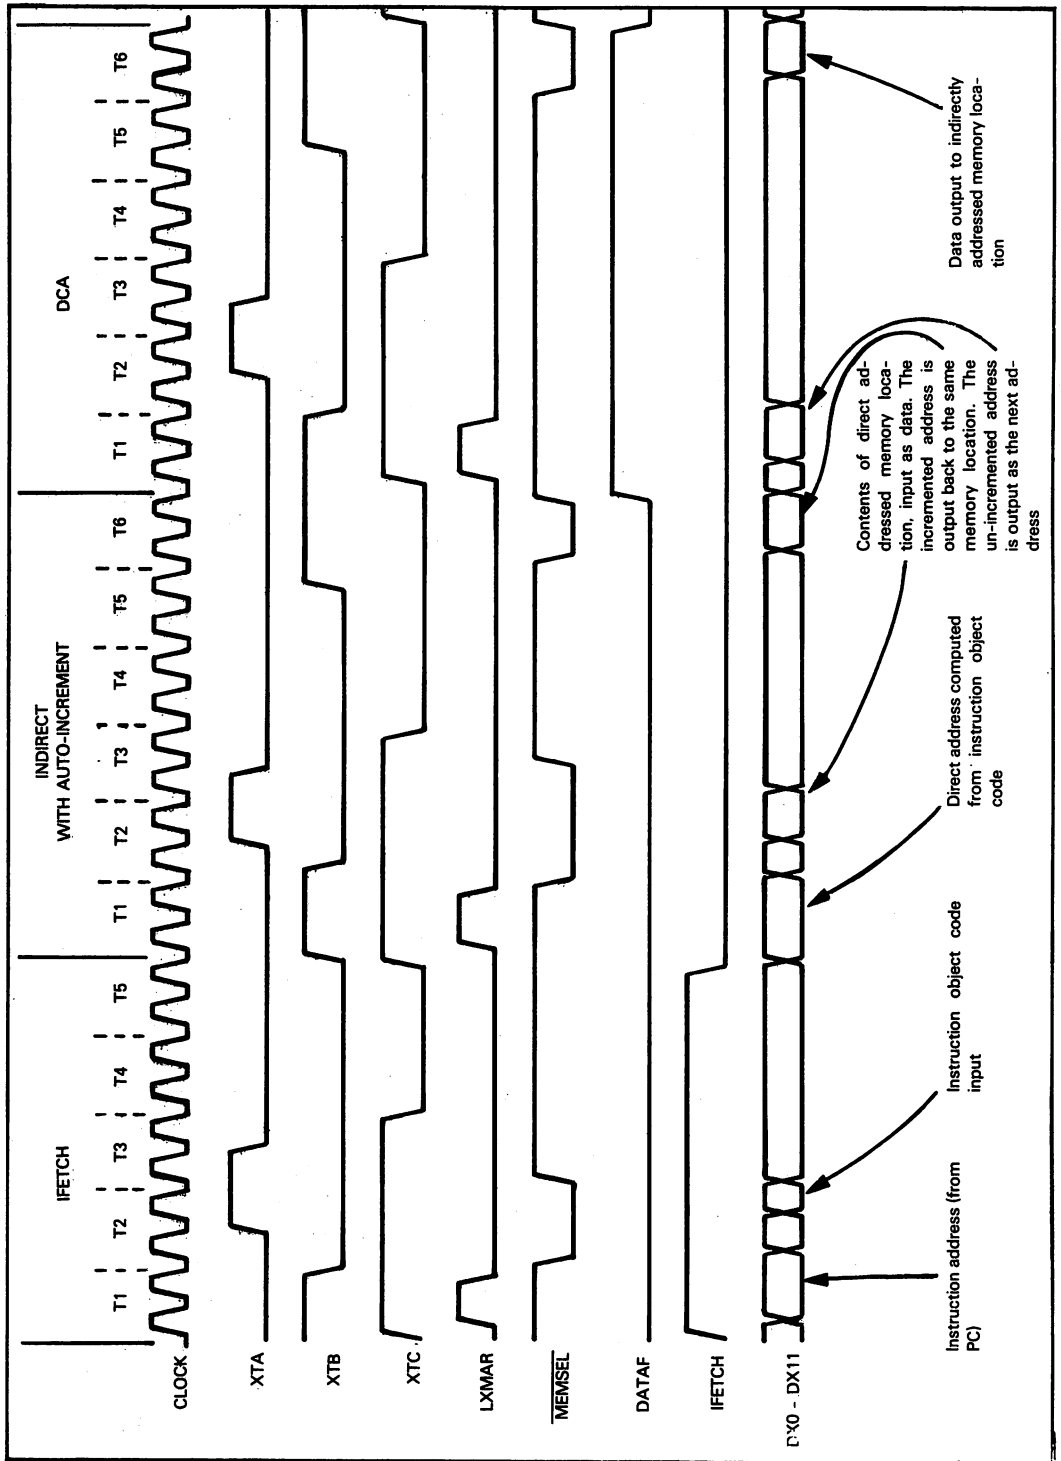 IFETCH
INDIRECT
WITH AUTO-INCREMENT
DCA
T1 T2 T3 T4 T5 T1 T2 T3 T4 T5 T6 T1 T2 T3 T4 T5 T6
CLOCK
XTA
XTB
XTC
LXMAR
MEMSEL
DATAF
IFETCH
DX0 - DX11
Instruction address (from
PC)
Instruction object code
input
Direct address computed
from instruction object
code
Contents of direct ad-
dressed memory loca-
tion, input as data. The
incremented address is
output back to the same
memory location. The
un-incremented address
is output as the next ad-
dress
Data output to indirectly
addressed memory loca-
tion